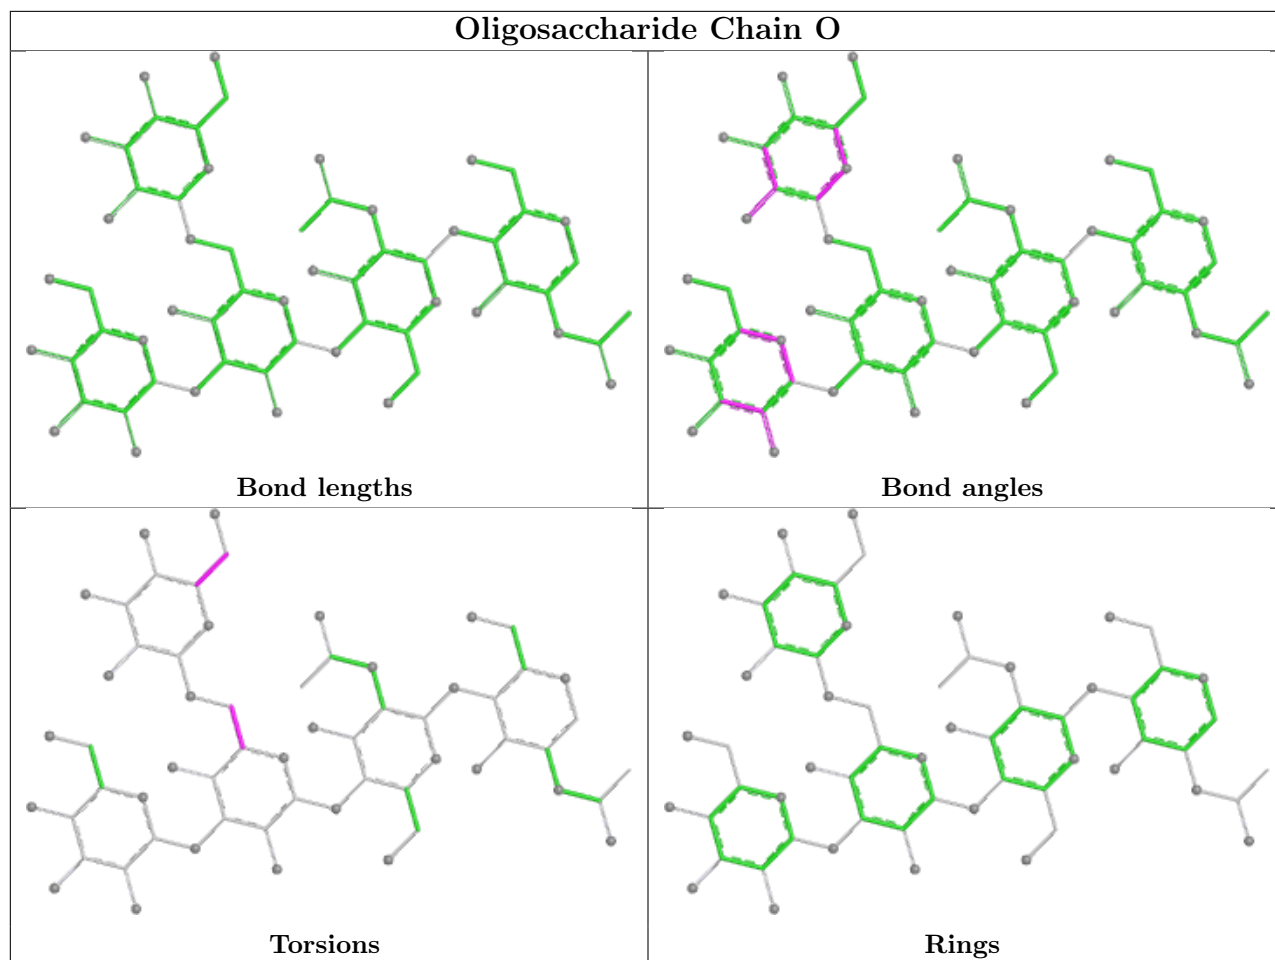 Oligosaccharide Chain O
Bond lengths
Bond angles
Torsions
Rings